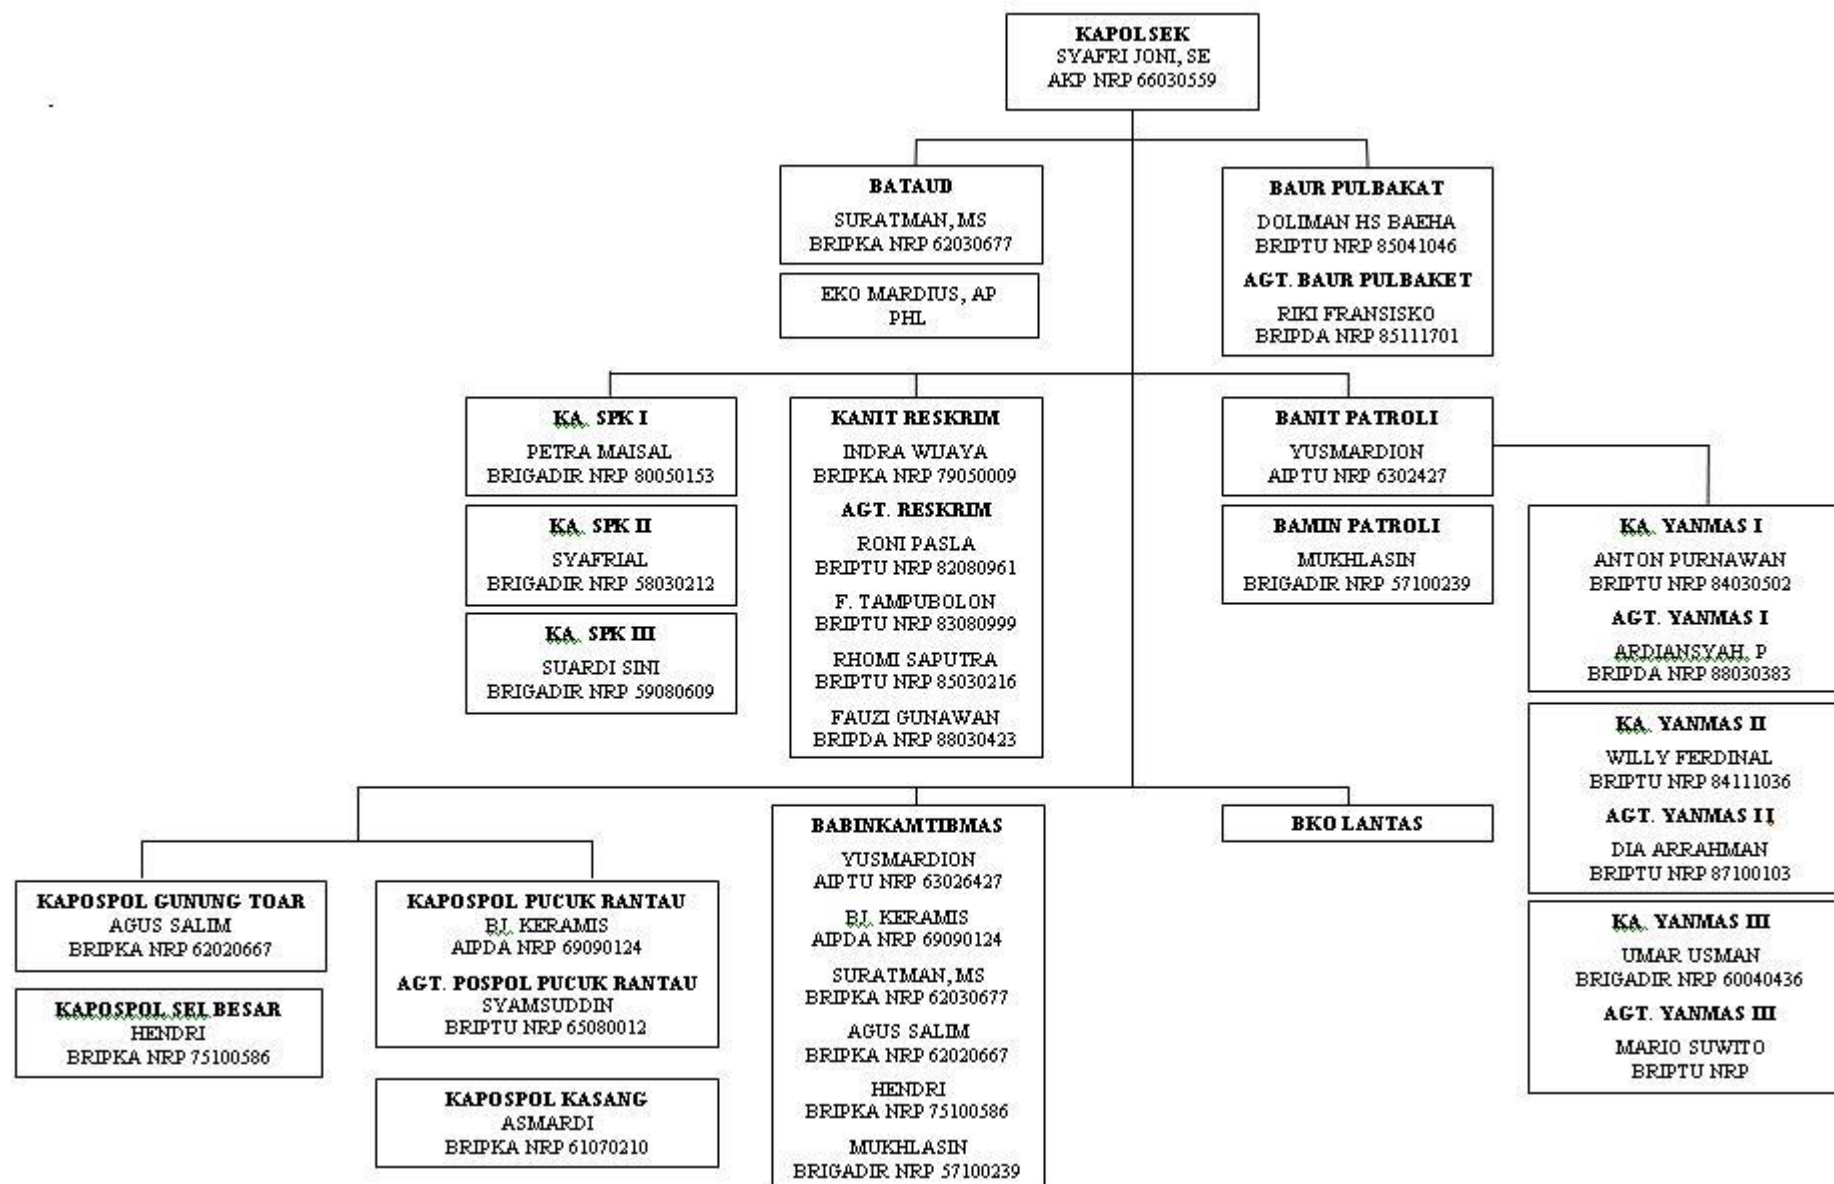 KAPOLSEK
SYAFRI JONI, SE
AKP NRP 66030559
BATAUD
SURATMAN, MS
BRIPKA NRP 62030677
EKO MARDIUS, AP
PHL
BAUR PULBAKAT
DOLIMAN HS BAEHA
BRIPTU NRP 85041046
AGT. BAUR PULBAKET
RIKI FRANSISKO
BRIPDA NRP 85111701
KA. SPK I
PETRA MAISAL
BRIGADIR NRP 80050153
KA. SPK II
SYAFRIAL
BRIGADIR NRP 58030212
KA. SPK III
SUARDI SINI
BRIGADIR NRP 59080609
KANIT RESKRIM
INDRA WIJAYA
BRIPKA NRP 79050009
AGT. RESKRIM
RONI PASLA
BRIPTU NRP 82080961
F. TAMPUBOLON
BRIPTU NRP 83080999
RHOMI SAPUTRA
BRIPTU NRP 85030216
FAUZI GUNAWAN
BRIPDA NRP 88030423
BANIT PATROLI
YUSMARDION
AIPTU NRP 6302427
BAMIN PATROLI
MUKHLASIN
BRIGADIR NRP 57100239
KA. YANMAS I
ANTON PURNAWAN
BRIPTU NRP 84030502
AGT. YANMAS I
ARDIANSYAH. P
BRIPDA NRP 88030383
KA. YANMAS II
WILLY FERDINAL
BRIPTU NRP 84111036
AGT. YANMAS II
DIA ARRAHMAN
BRIPTU NRP 87100103
KA. YANMAS III
UMAR USMAN
BRIGADIR NRP 60040436
AGT. YANMAS III
MARIO SUWITO
BRIPTU NRP
KAPOSPOL GUNUNG TOAR
AGUS SALIM
BRIPKA NRP 62020667
KAPOSPOL SEI.BESAR
HENDRI
BRIPKA NRP 75100586
KAPOSPOL PUCUK RANTAU
BJ. KERAMIS
AIPDA NRP 69090124
AGT. POSPOL PUCUK RANTAU
SYAMSUDDIN
BRIPTU NRP 65080012
KAPOSPOL KASANG
ASMARDI
BRIPKA NRP 61070210
BABINKAMTIBMAS
YUSMARDION
AIPTU NRP 63026427
BJ. KERAMIS
AIPDA NRP 69090124
SURATMAN, MS
BRIPKA NRP 62030677
AGUS SALIM
BRIPKA NRP 62020667
HENDRI
BRIPKA NRP 75100586
MUKHLASIN
BRIGADIR NRP 57100239
BKO LANTAS